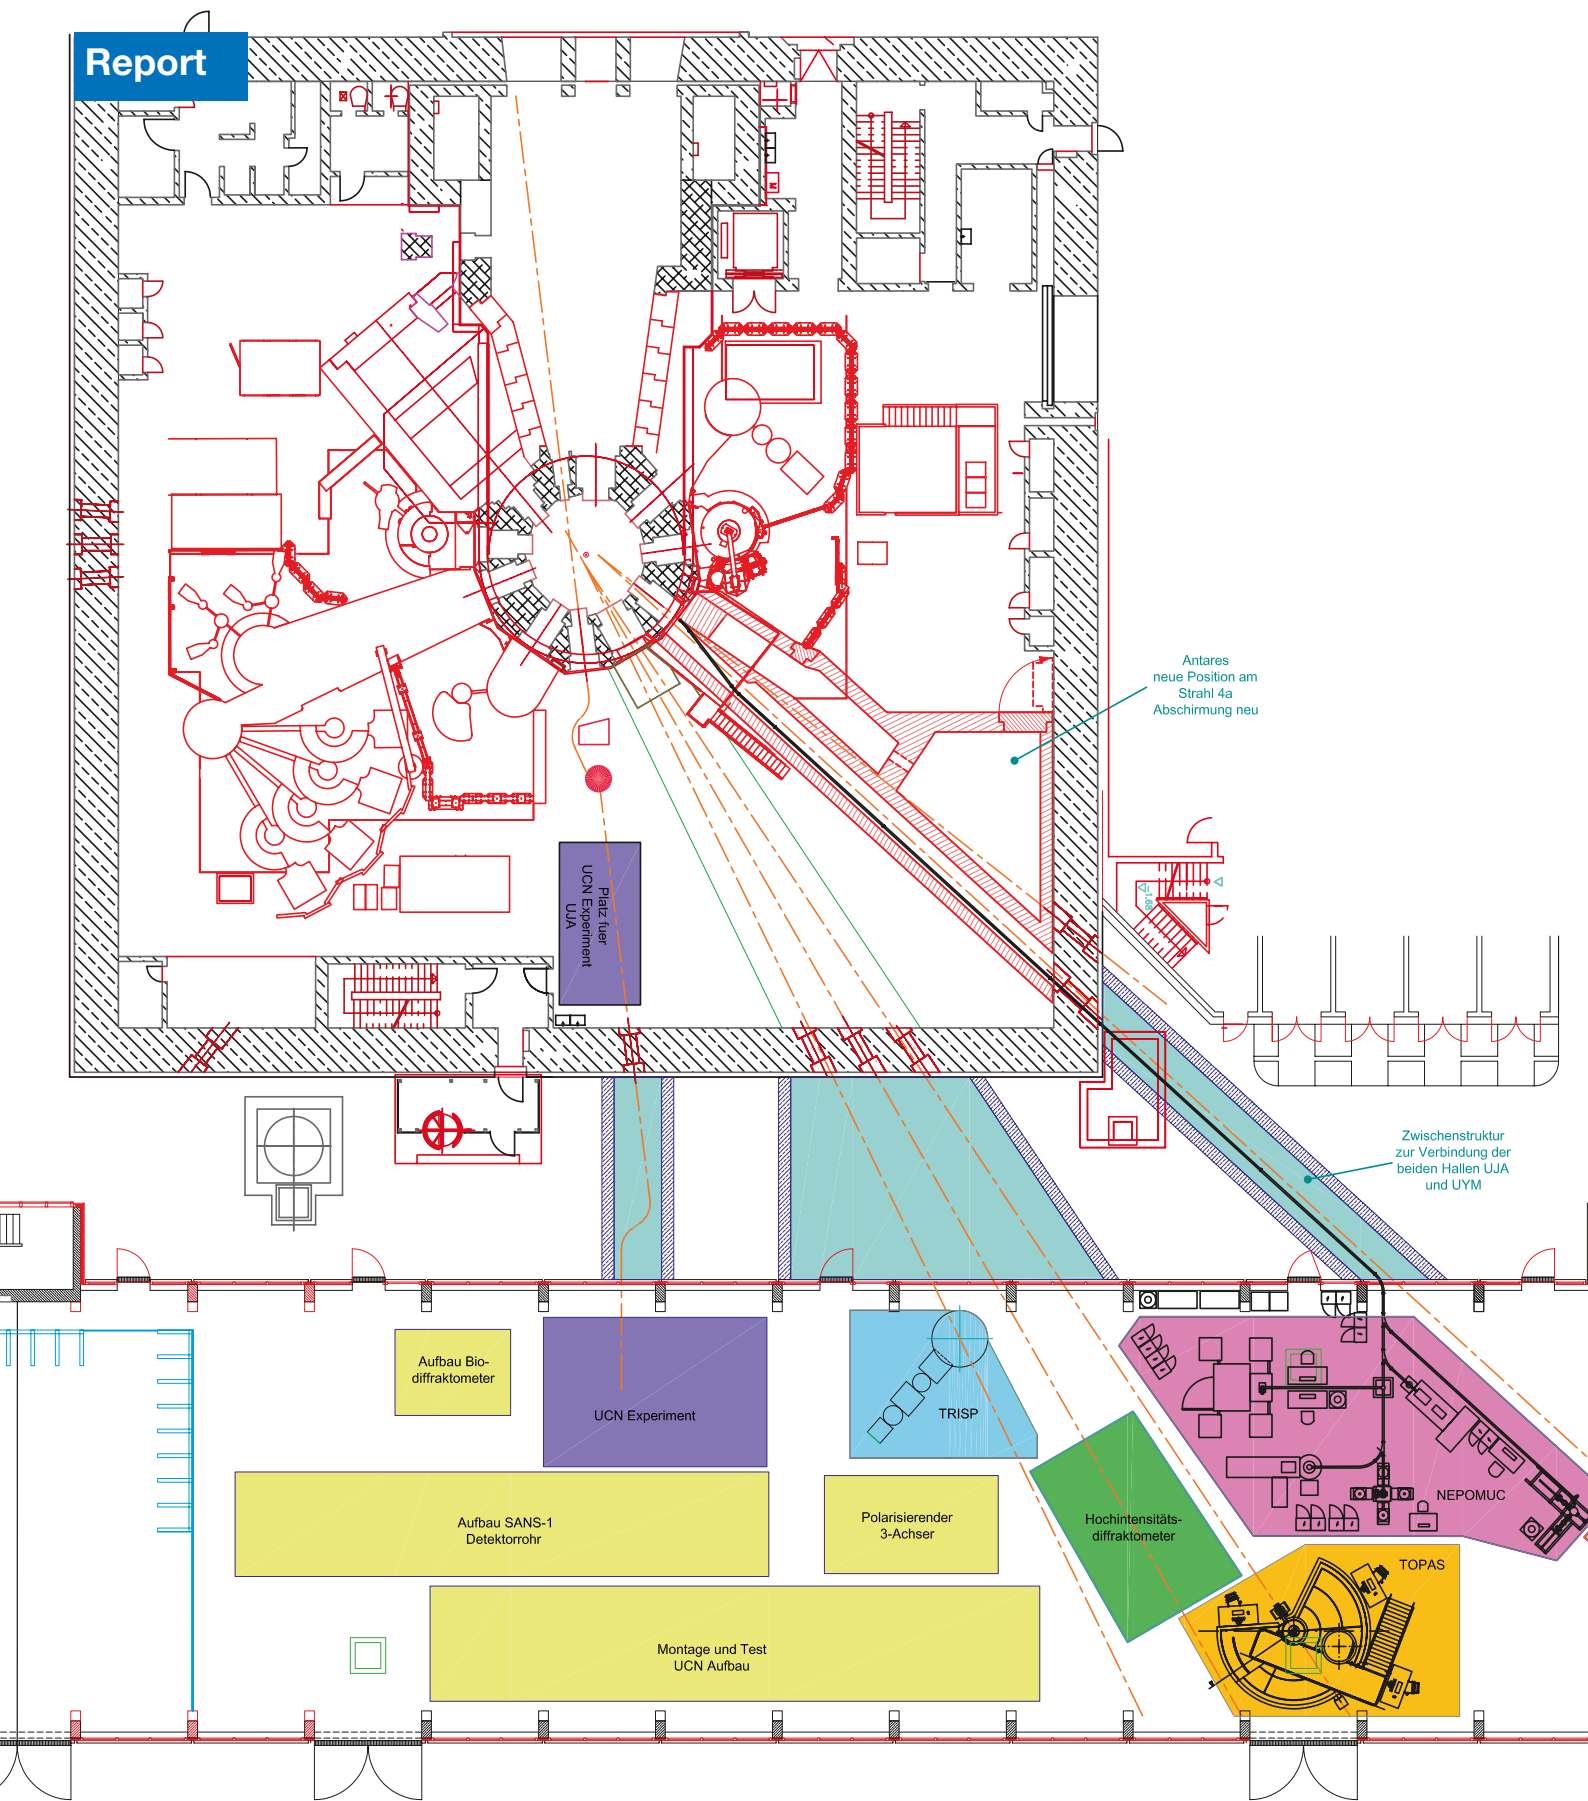 Report
M
Antares
neue Position am
Strahl 4a
Abschirmung neu
Platz fuer
UCN Experiment
UJA
=1.68
Zwischenstruktur
zur Verbindung der
beiden Hallen UJA
und UYM
Aufbau Bio-
diffraktometer
UCN Experiment
TRISP
NEPOMUC
Aufbau SANS-1
Detektorrohr
Polarisierender
3-Achser
Hochintensitäts-
diffraktometer
TOPAS
Montage und Test
UCN Aufbau